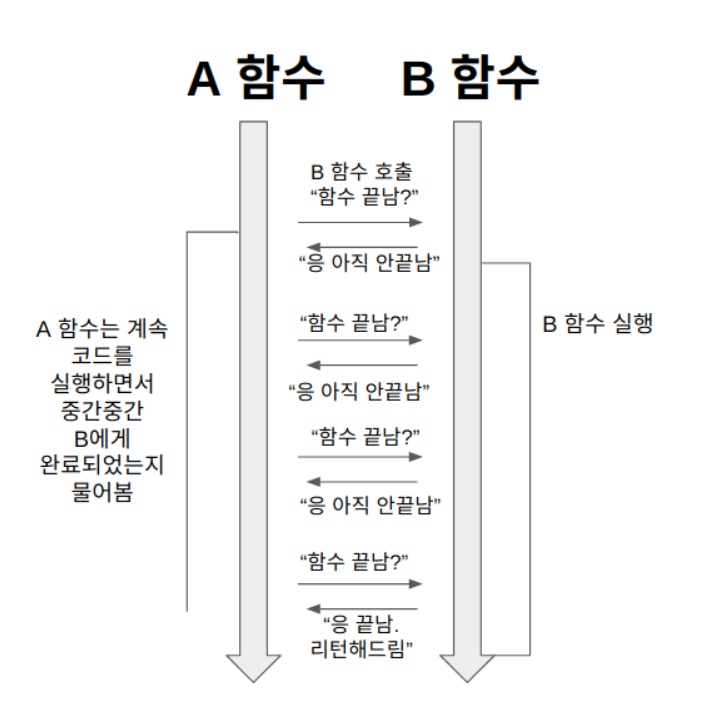 A 함수 B 함수
B 함수 호출
“함수 끝남?”
“응 아직 안끝남”
“함수 끝남?”
“응 아직 안끝남”
“함수 끝남?”
“응 아직 안끝남”
“함수 끝남?”
“응 끝남.
리턴해드림”
A 함수는 계속
코드를
실행하면서
중간중간
B에게
완료되었는지
물어봄
B 함수 실행